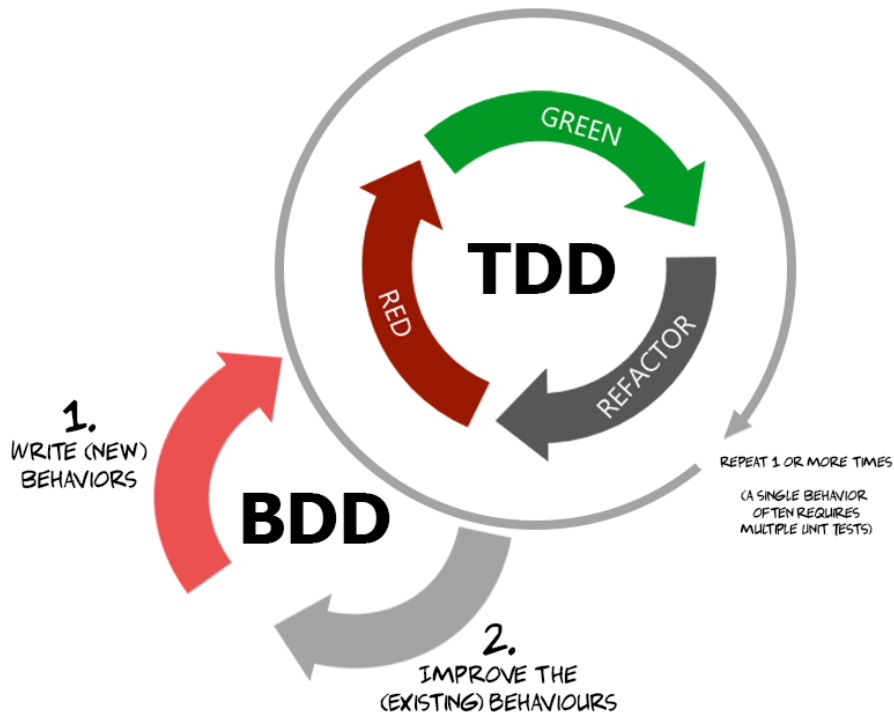 GREEN
TDD
RED
REFACTOR
1.
WRITE (NEW)
BEHAVIORS
BDD
REPEAT 1 OR MORE TIMES
(A SINGLE BEHAVIOR
OFTEN REQUIRES
MULTIPLE UNIT TESTS)
2.
IMPROVE THE
(EXISTING) BEHAVIOURS